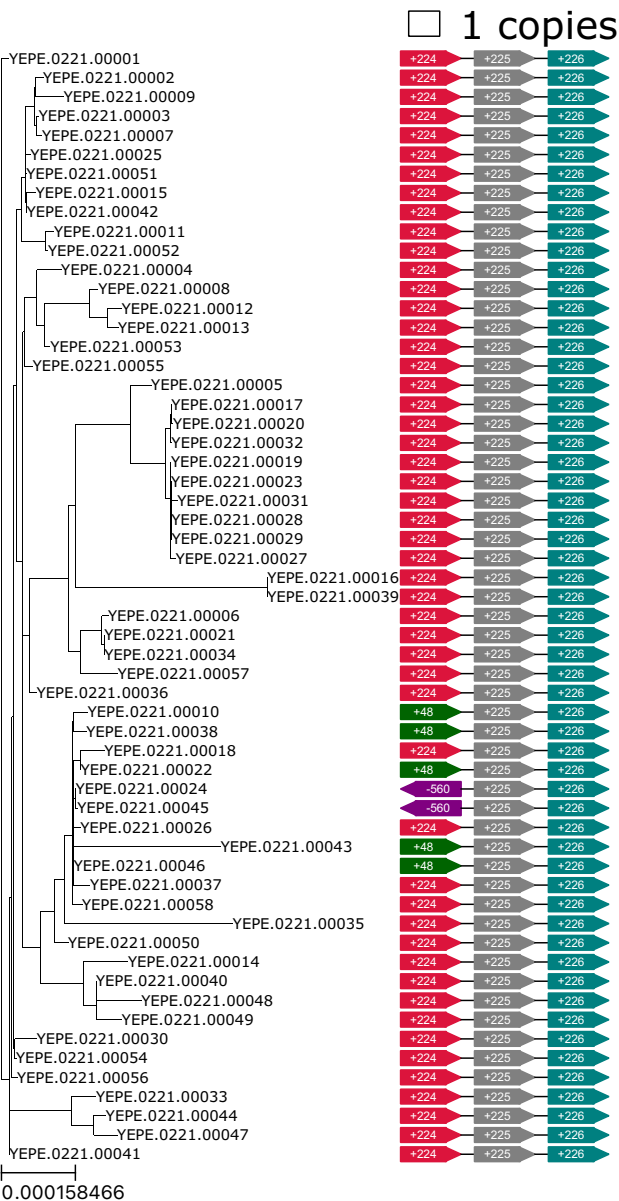 1 copies
YEPE.0221.00001 +224 +225 +226
YEPE.0221.00002 +224 +225 +226
YEPE.0221.00009 +224 +225 +226
YEPE.0221.00003 +224 +225 +226
YEPE.0221.00007 +224 +225 +226
YEPE.0221.00025 +224 +225 +226
YEPE.0221.00051 +224 +225 +226
YEPE.0221.00015 +224 +225 +226
YEPE.0221.00042 +224 +225 +226
YEPE.0221.00011 +224 +225 +226
YEPE.0221.00052 +224 +225 +226
YEPE.0221.00004 +224 +225 +226
YEPE.0221.00008 +224 +225 +226
YEPE.0221.00012 +224 +225 +226
YEPE.0221.00013 +224 +225 +226
YEPE.0221.00053 +224 +225 +226
YEPE.0221.00055 +224 +225 +226
YEPE.0221.00005 +224 +225 +226
YEPE.0221.00017 +224 +225 +226
YEPE.0221.00020 +224 +225 +226
YEPE.0221.00032 +224 +225 +226
YEPE.0221.00019 +224 +225 +226
YEPE.0221.00023 +224 +225 +226
YEPE.0221.00031 +224 +225 +226
YEPE.0221.00028 +224 +225 +226
YEPE.0221.00029 +224 +225 +226
YEPE.0221.00027 +224 +225 +226
YEPE.0221.00016 +224 +225 +226
YEPE.0221.00039 +224 +225 +226
YEPE.0221.00006 +224 +225 +226
YEPE.0221.00021 +224 +225 +226
YEPE.0221.00034 +224 +225 +226
YEPE.0221.00057 +224 +225 +226
YEPE.0221.00036 +224 +225 +226
YEPE.0221.00010 +48 +225 +226
YEPE.0221.00038 +48 +225 +226
YEPE.0221.00018 +224 +225 +226
YEPE.0221.00022 +48 +225 +226
YEPE.0221.00024 -560 +225 +226
YEPE.0221.00045 -560 +225 +226
YEPE.0221.00026 +224 +225 +226
YEPE.0221.00043 +48 +225 +226
YEPE.0221.00046 +48 +225 +226
YEPE.0221.00037 +224 +225 +226
YEPE.0221.00058 +224 +225 +226
YEPE.0221.00035 +224 +225 +226
YEPE.0221.00050 +224 +225 +226
YEPE.0221.00014 +224 +225 +226
YEPE.0221.00040 +224 +225 +226
YEPE.0221.00048 +224 +225 +226
YEPE.0221.00049 +224 +225 +226
YEPE.0221.00030 +224 +225 +226
YEPE.0221.00054 +224 +225 +226
YEPE.0221.00056 +224 +225 +226
YEPE.0221.00033 +224 +225 +226
YEPE.0221.00044 +224 +225 +226
YEPE.0221.00047 +224 +225 +226
YEPE.0221.00041 +224 +225 +226
0.000158466